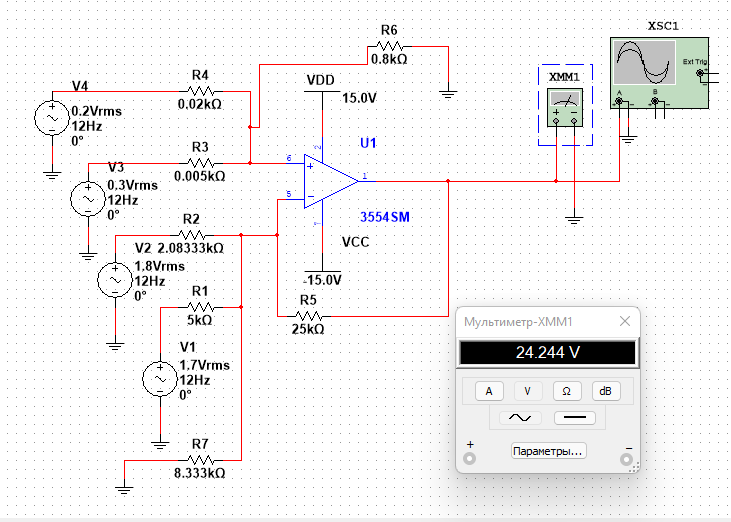 XSC1
Ext Trig
A
B
R6
0.8kΩ
XMM1
VDD
15.0V
V4
0.2Vrms
12Hz
0°
R4
0.02kΩ
U1
V3
0.3Vrms
12Hz
0°
R3
0.005kΩ
6
5
2
1
7
3554SM
VCC
-15.0V
R2
2.08333kΩ
V2
1.8Vrms
12Hz
0°
R1
5kΩ
R5
25kΩ
V1
1.7Vrms
12Hz
0°
R7
8.333kΩ
Мультиметр-XMM1
24.244 V
A
V
Ω
dB
Параметры...